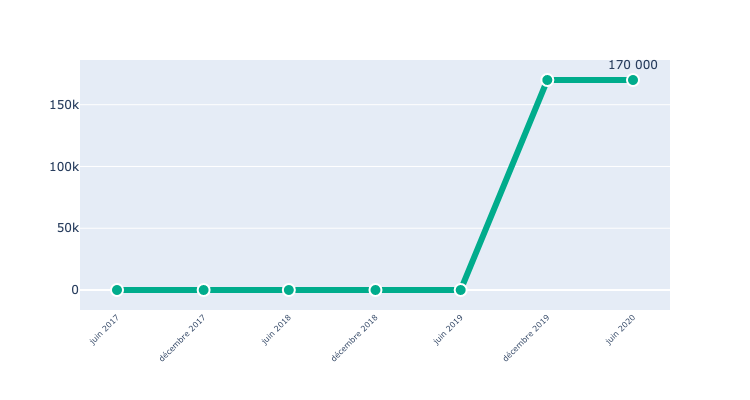 170 000
150k
100k
50k
0
juin 2017
décembre 2017
juin 2018
décembre 2018
juin 2019
décembre 2019
juin 2020